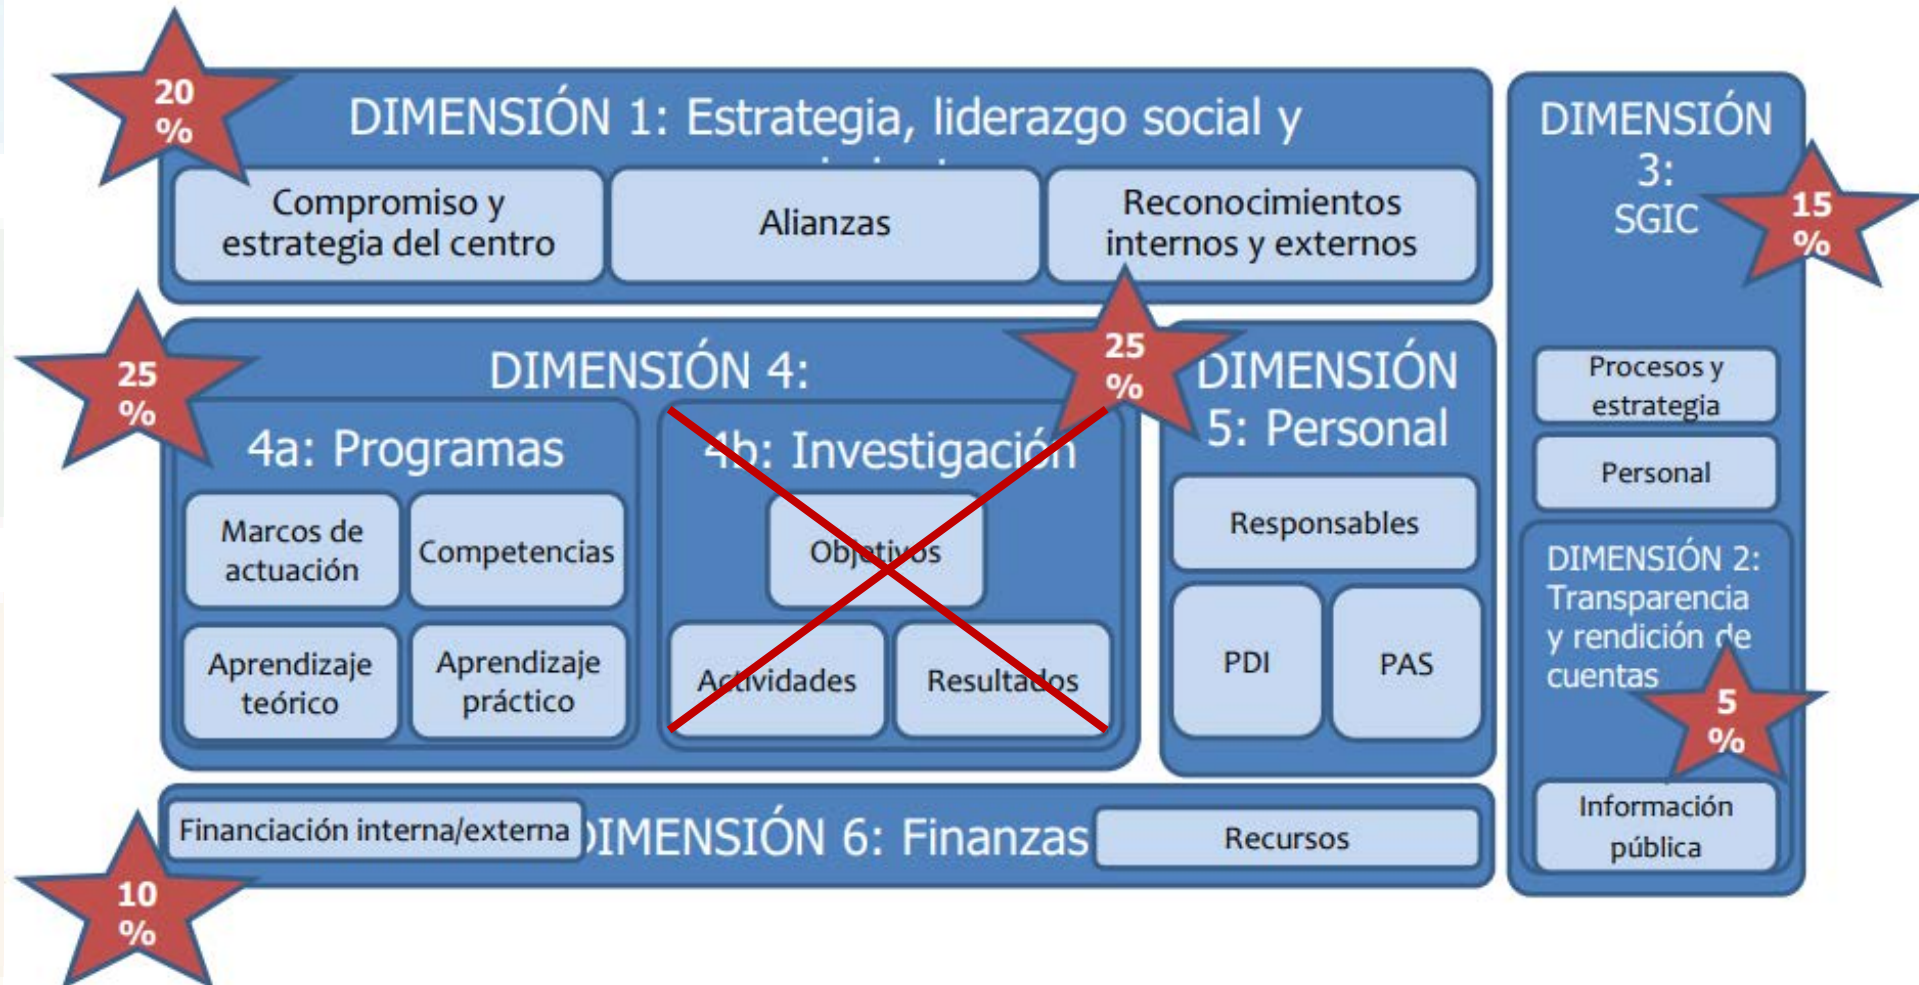 20
%
DIMENSIÓN 1: Estrategia, liderazgo social y
Compromiso y
estrategia del centro
Alianzas
Reconocimientos
internos y externos
DIMENSIÓN
3:
SGIC
15
%
25
%
DIMENSIÓN 4:
25
%
DIMENSIÓN
5: Personal
4a: Programas
Marcos de
actuación
Competencias
Aprendizaje
teórico
Aprendizaje
práctico
4b: Investigación
Objetivos
Actividades
Resultados
Responsables
PDI
PAS
Procesos y
estrategia
Personal
DIMENSIÓN 2:
Transparencia
y rendición de
cuentas
5
%
Información
pública
Financiación interna/externa
DIMENSIÓN 6: Finanzas
Recursos
10
%